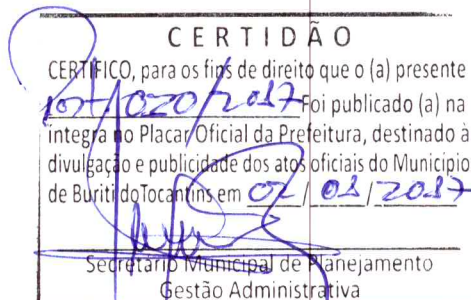 CERTIDÃO
CERTIFICO, para os fins de direito que o (a) presente
Port 020/2017 Foi publicado (a) na
integra no Placar Oficial da Prefeitura, destinado à
divulgação e publicidade dos atos oficiais do Municipio
de Buriti do Tocantins em 02/01/2017
Secretário Municipal de Planejamento
Gestão Administrativa